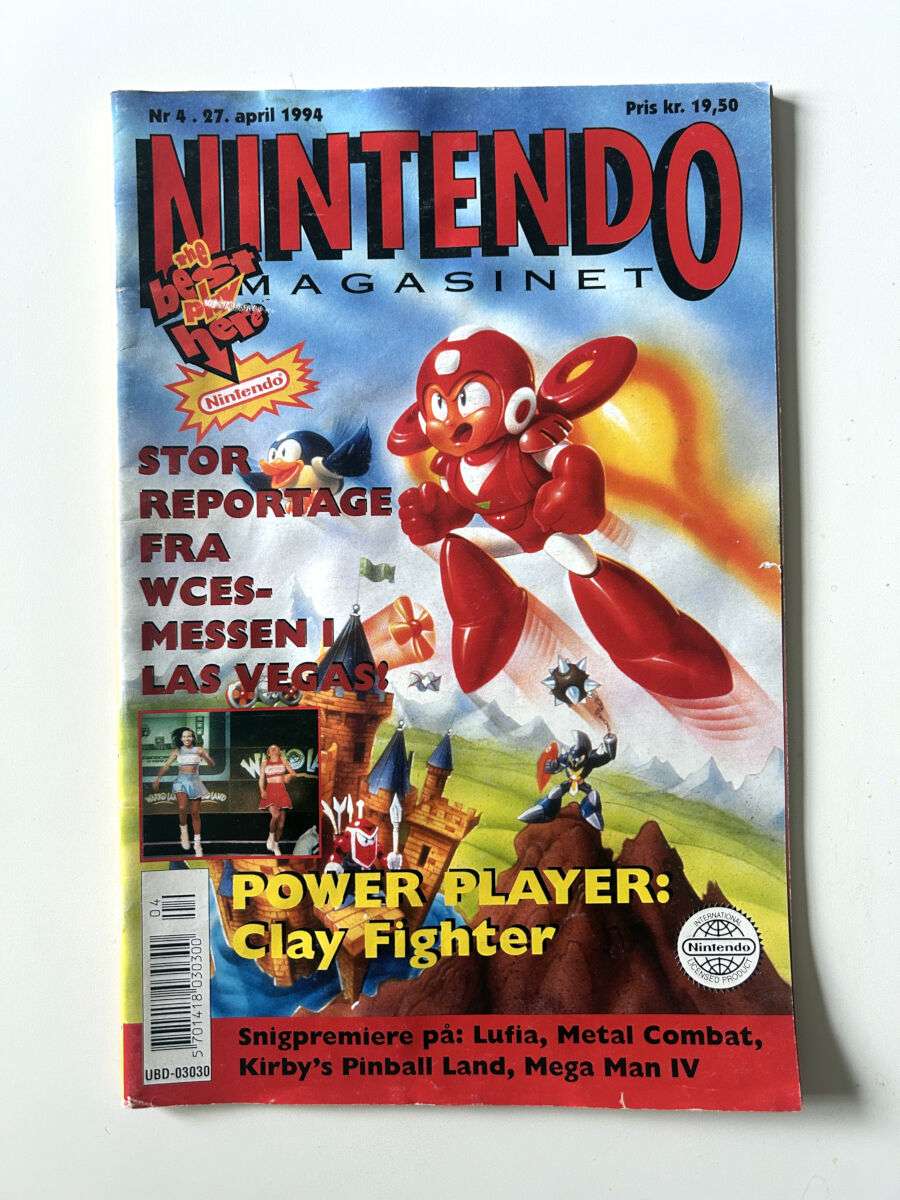 Nr 4 . 27. april 1994
Pris kr. 19,50
NINTENDO
MAGASINET
the
best
play
here
Nintendo
STOR
REPORTAGE
FRA
WCES-
MESSEN I
LAS VEGAS!
POWER PLAYER:
Clay Fighter
INTERNATIONAL
Nintendo
LICENSED PRODUCT
04
5 701418 030300
UBD-03030
Snigpremiere på: Lufia, Metal Combat,
Kirby's Pinball Land, Mega Man IV